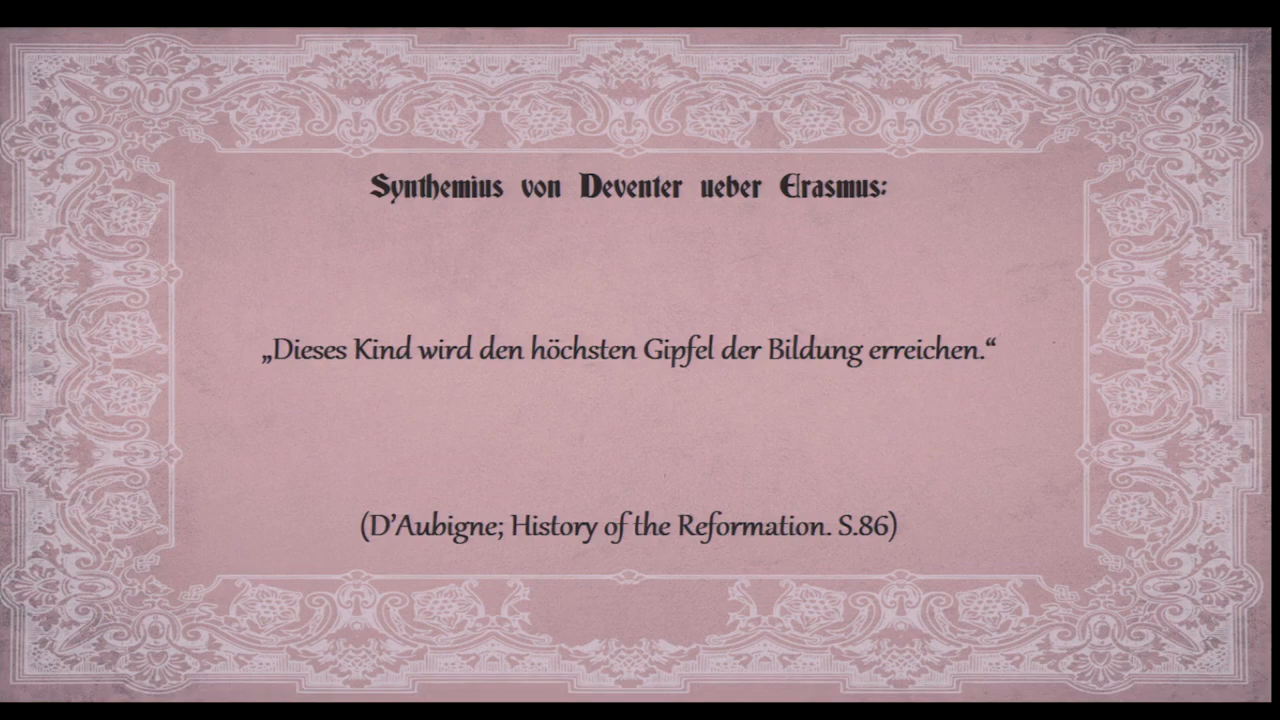 Synthemius von Deventer ueber Erasmus:
„Dieses Kind wird den höchsten Gipfel der Bildung erreichen.“
(D’Aubigne; History of the Reformation. S.86)